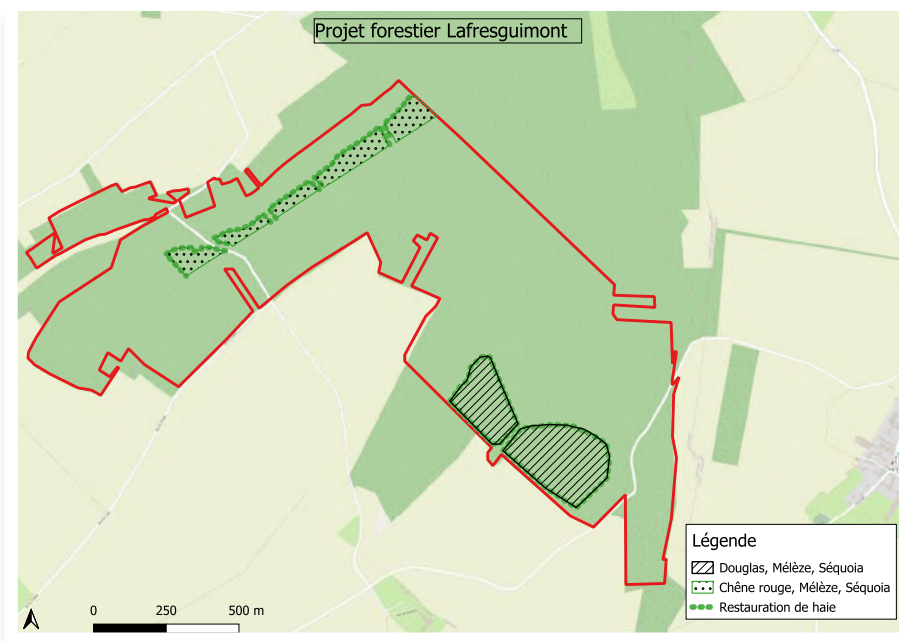 Projet forestier Lafresguimont
Légende
Douglas, Mélèze, Séquoia
Chêne rouge, Mélèze, Séquoia
Restauration de haie
0 250 500 m